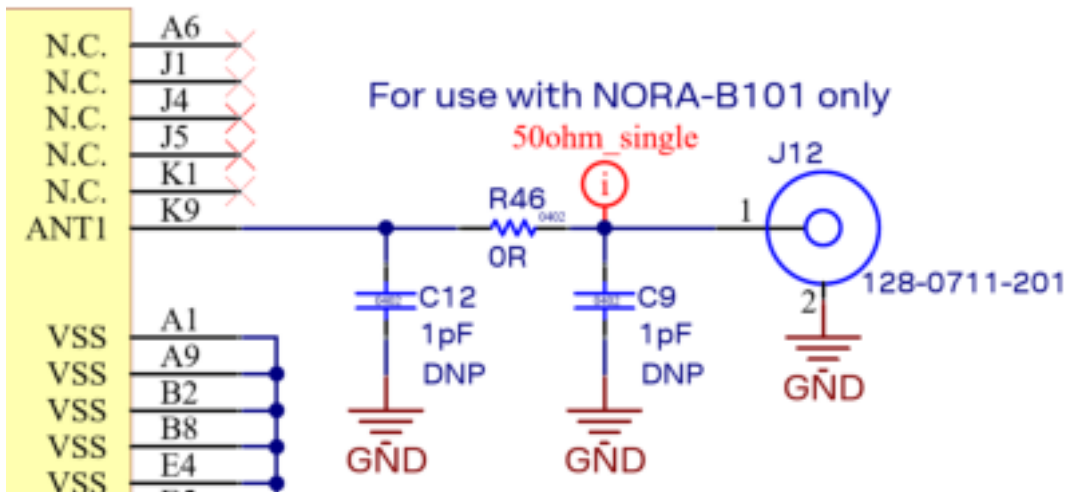 N.C. A6
N.C. J1
N.C. J4
N.C. J5
N.C. K1
ANT1 K9
For use with NORA-B101 only
50ohm_single
i
J12
R46
0402
0R
1
128-0711-201
2
GND
0402
C12
1pF
DNP
GND
0402
C9
1pF
DNP
GND
VSS A1
VSS A9
VSS B2
VSS B8
VSS E4